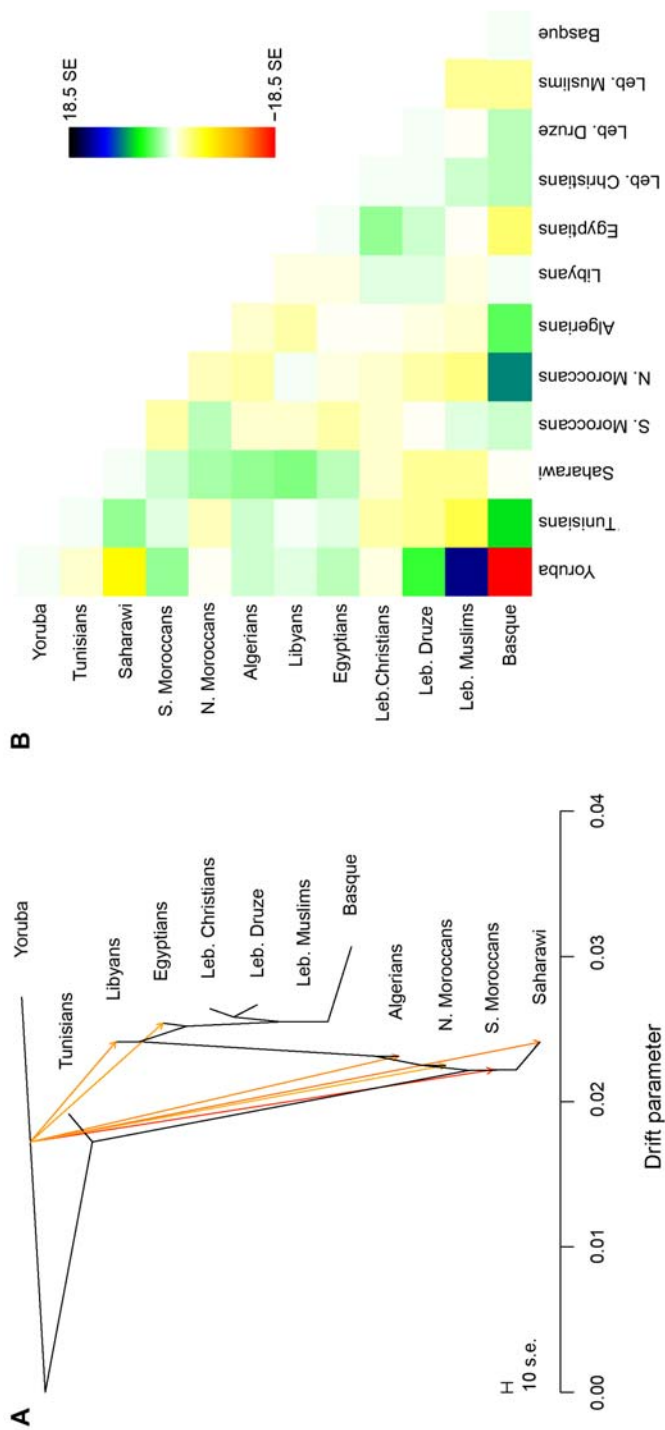 A
Yoruba
Tunisians
Libyans
Egyptians
Leb. Christians
Leb. Druze
Leb. Muslims
Basque
Algerians
N. Moroccans
S. Moroccans
Saharawi
10 s.e.
0.00
0.01
0.02
0.03
0.04
Drift parameter
B
18.5 SE
−18.5 SE
Yoruba
Tunisians
Saharawi
S. Moroccans
N. Moroccans
Algerians
Libyans
Egyptians
Leb.Christians
Leb. Druze
Leb. Muslims
Basque
Yoruba
Tunisians
Saharawi
S. Moroccans
N. Moroccans
Algerians
Libyans
Egyptians
Leb. Christians
Leb. Druze
Leb. Muslims
Basque